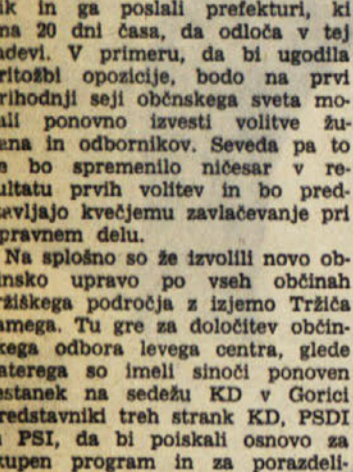 ik in ga poslali prefekturi, ki
ma 20 dni časa, da odloča v tej
adevi. V primeru, da bi ugodila
ritožbi opozicije, bodo na prvi
rihodnji seji občnskega sveta mo-
ali ponovno izvesti volitve žu-
ana in odbornikov. Seveda pa to
e bo spremenilo ničesar v re-
ultatu prvih volitev in bo pred-
tavljajo kvečjemu zavlačevanje pri
pravnem delu.
Na splošno so že izvolili novo ob-
insko upravo po vseh občinah
ržiškega področja z izjemo Tržiča
amega. Tu gre za določitev občin-
kega odbora levega centra, glede
aterega so imeli sinoči ponoven
estanek na sedežu KD v Gorici
redstavniki treh strank KD, PSDI
PSI, da bi poiskali osnovo za
kupen program in za porazdeli-